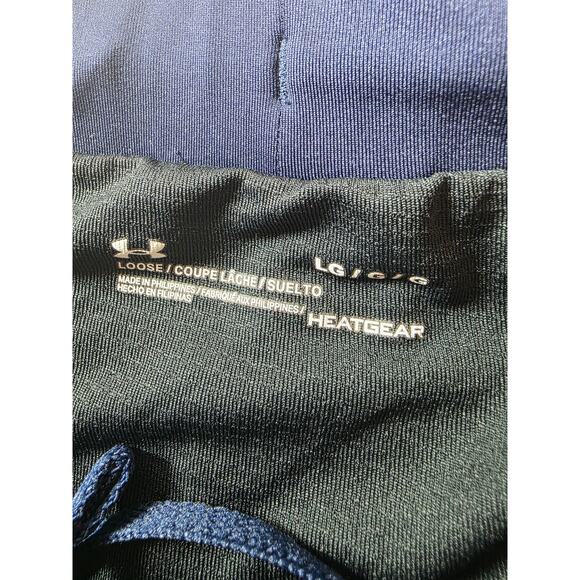 LOOSE / COUPE LÂCHE / SUELTO
LG / G / G
MADE IN PHILIPPINES / FABRIQUÉ AUX PHILIPPINES /
HECHO EN FILIPINAS
HEATGEAR